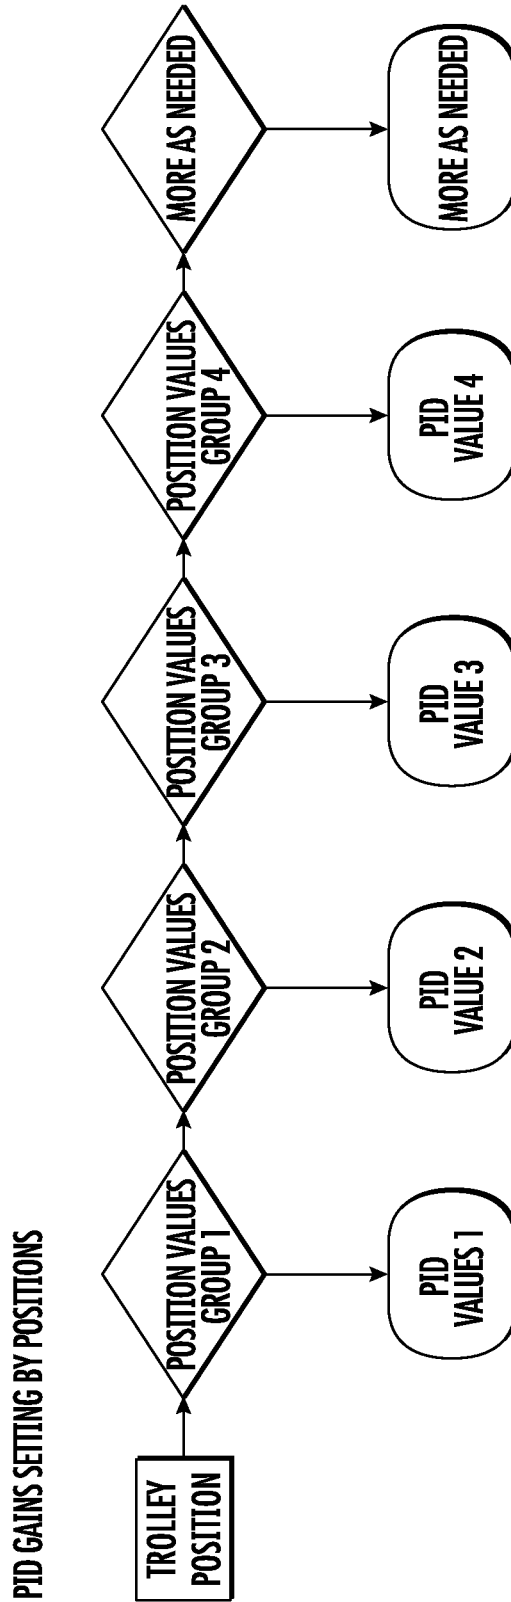 PID GAINS SETTING BY POSITIONS
TROLLEY
POSITION
POSITION VALUES
GROUP 1
POSITION VALUES
GROUP 2
POSITION VALUES
GROUP 3
POSITION VALUES
GROUP 4
MORE AS NEEDED
PID
VALUES 1
PID
VALUE 2
PID
VALUE 3
PID
VALUE 4
MORE AS NEEDED